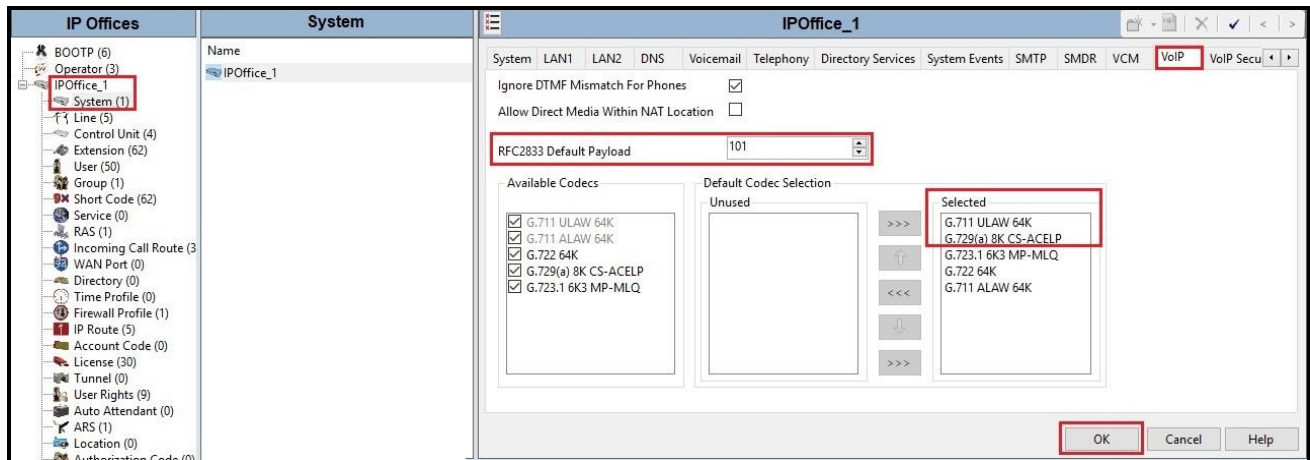 IP Offices
BOOTP (6)
Operator (3)
IPOffice_1
System (1)
Line (5)
Control Unit (4)
Extension (62)
User (50)
Group (1)
Short Code (62)
Service (0)
RAS (1)
Incoming Call Route (3
WAN Port (0)
Directory (0)
Time Profile (0)
Firewall Profile (1)
IP Route (5)
Account Code (0)
License (30)
Tunnel (0)
User Rights (9)
Auto Attendant (0)
ARS (1)
Location (0)
Authorization Code (0)
System
Name
IPOffice_1
IPOffice_1
System LAN1 LAN2 DNS Voicemail Telephony Directory Services System Events SMTP SMDR VCM VoIP VoIP Secu
Ignore DTMF Mismatch For Phones
Allow Direct Media Within NAT Location
RFC2833 Default Payload 101
Available Codecs
G.711 ULAW 64K
G.711 ALAW 64K
G.722 64K
G.729(a) 8K CS-ACELP
G.723.1 6K3 MP-MLQ
Default Codec Selection
Unused
>>>
<<<
>>>
Selected
G.711 ULAW 64K
G.729(a) 8K CS-ACELP
G.723.1 6K3 MP-MLQ
G.722 64K
G.711 ALAW 64K
OK Cancel Help